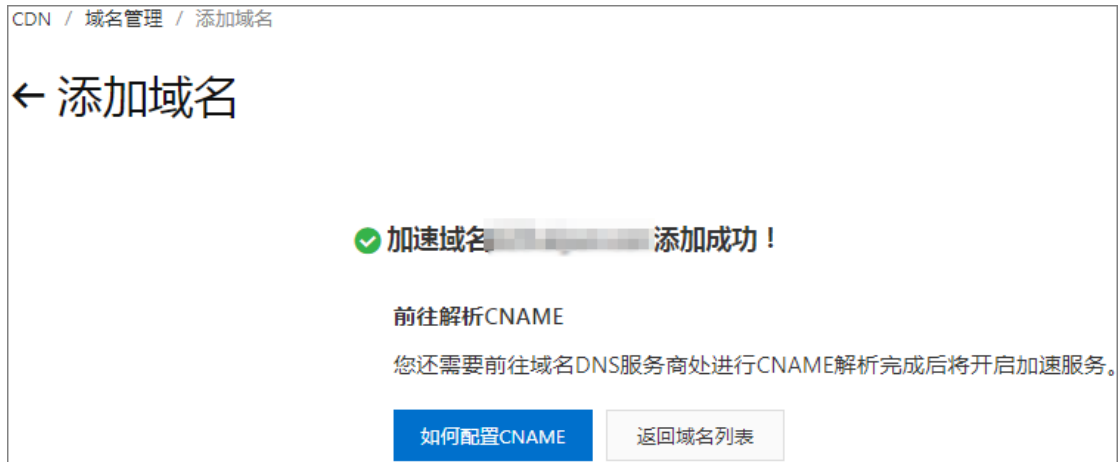 CDN / 域名管理 / 添加域名
← 添加域名
加速域名 添加成功！
前往解析CNAME
您还需要前往域名DNS服务商处进行CNAME解析完成后将开启加速服务。
如何配置CNAME 返回域名列表